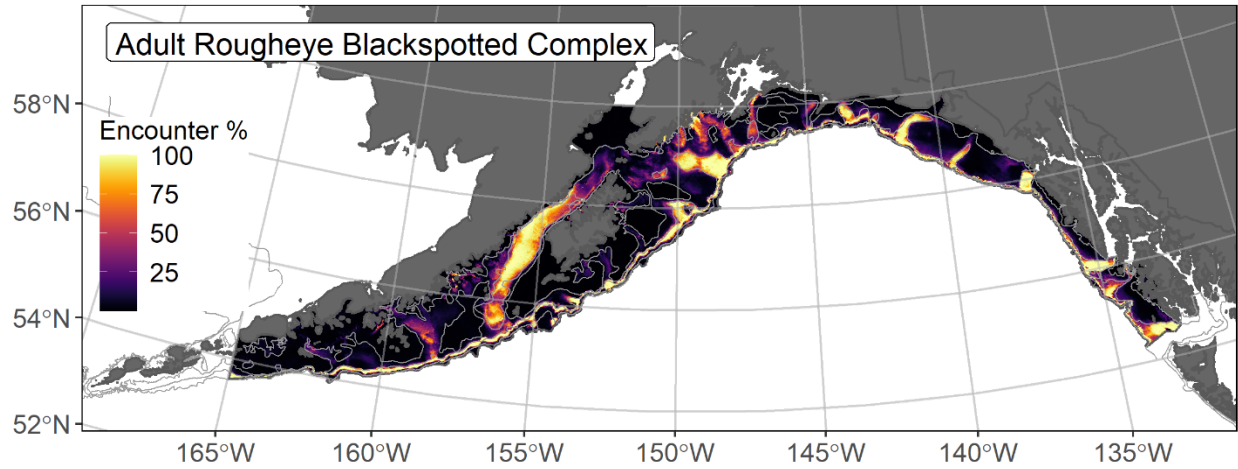 Adult Rougheye Blackspotted Complex
58°N
56°N
54°N
52°N
Encounter %
100
75
50
25
165°W
160°W
155°W
150°W
145°W
140°W
135°W